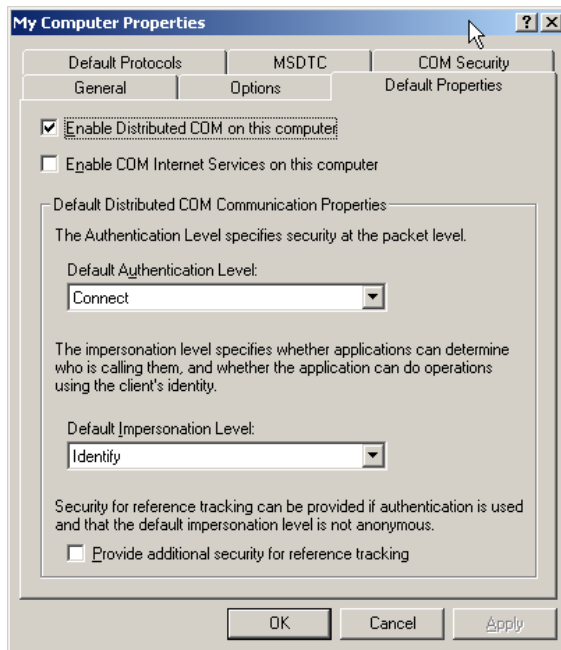 My Computer Properties
Default Protocols MSDTC COM Security
General Options Default Properties
Enable Distributed COM on this computer
Enable COM Internet Services on this computer
Default Distributed COM Communication Properties
The Authentication Level specifies security at the packet level.
Default Authentication Level:
Connect
The impersonation level specifies whether applications can determine
who is calling them, and whether the application can do operations
using the client's identity.
Default Impersonation Level:
Identify
Security for reference tracking can be provided if authentication is used
and that the default impersonation level is not anonymous.
Provide additional security for reference tracking
OK Cancel Apply